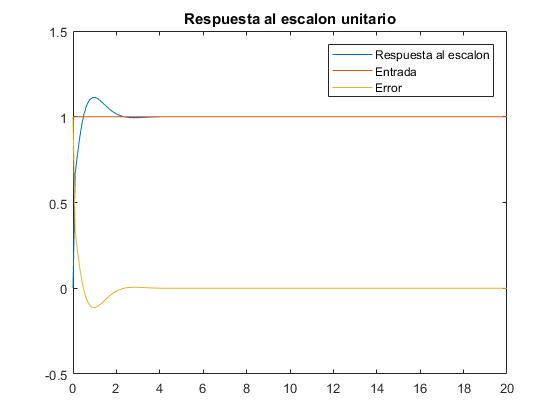 Respuesta al escalon unitario
1.5
Respuesta al escalon
Entrada
Error
1
0.5
0
-0.5
0 2 4 6 8 10 12 14 16 18 20